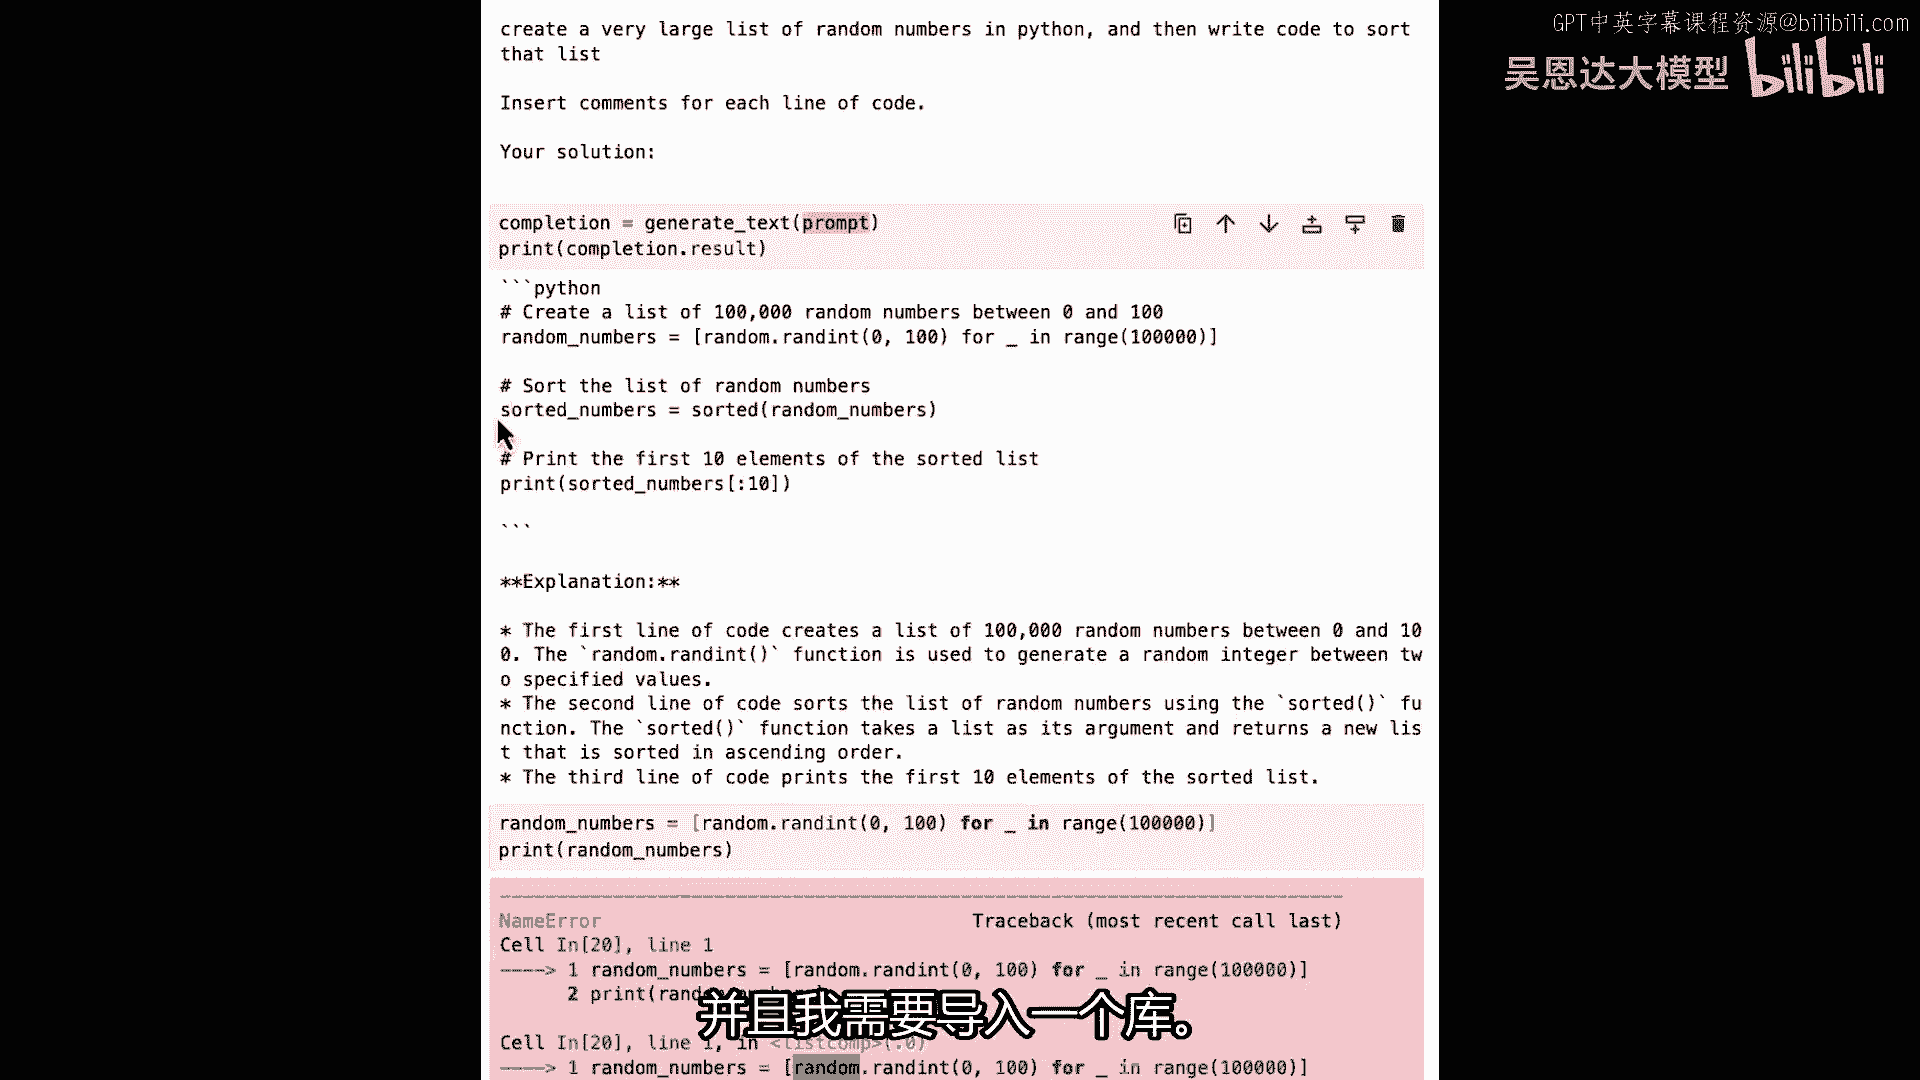 GPT中英字幕课程资源@bilibili.com
吴恩达大模型 bilibili
create a very large list of random numbers in python, and then write code to sort
that list
Insert comments for each line of code.
Your solution:
completion = generate_text(prompt)
print(completion.result)
```python
# Create a list of 100,000 random numbers between 0 and 100
random_numbers = [random.randint(0, 100) for _ in range(100000)]
# Sort the list of random numbers
sorted_numbers = sorted(random_numbers)
# Print the first 10 elements of the sorted list
print(sorted_numbers[:10])
```
**Explanation:**
* The first line of code creates a list of 100,000 random numbers between 0 and 10
0. The `random.randint()` function is used to generate a random integer between tw
o specified values.
* The second line of code sorts the list of random numbers using the `sorted()` fu
nction. The `sorted()` function takes a list as its argument and returns a new lis
t that is sorted in ascending order.
* The third line of code prints the first 10 elements of the sorted list.
random_numbers = [random.randint(0, 100) for _ in range(100000)]
print(random_numbers)
NameError Traceback (most recent call last)
Cell In[20], line 1
----> 1 random_numbers = [random.randint(0, 100) for _ in range(100000)]
2
并且我需要导入一个库。
Cell In[20], line 1, in <listcomp>(.0)
----> 1 random_numbers = [random.randint(0, 100) for _ in range(100000)]